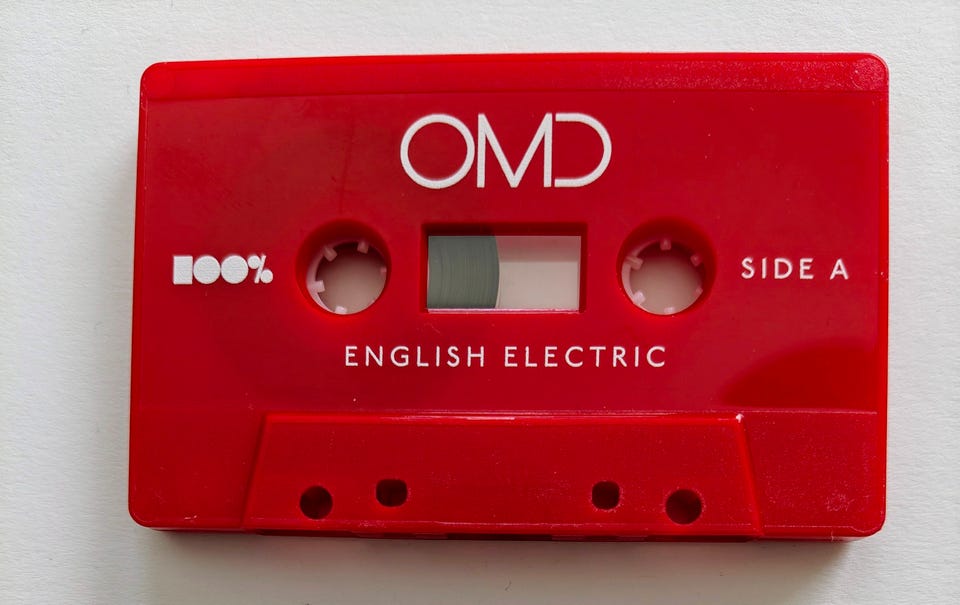 OMD
100%
SIDE A
ENGLISH ELECTRIC